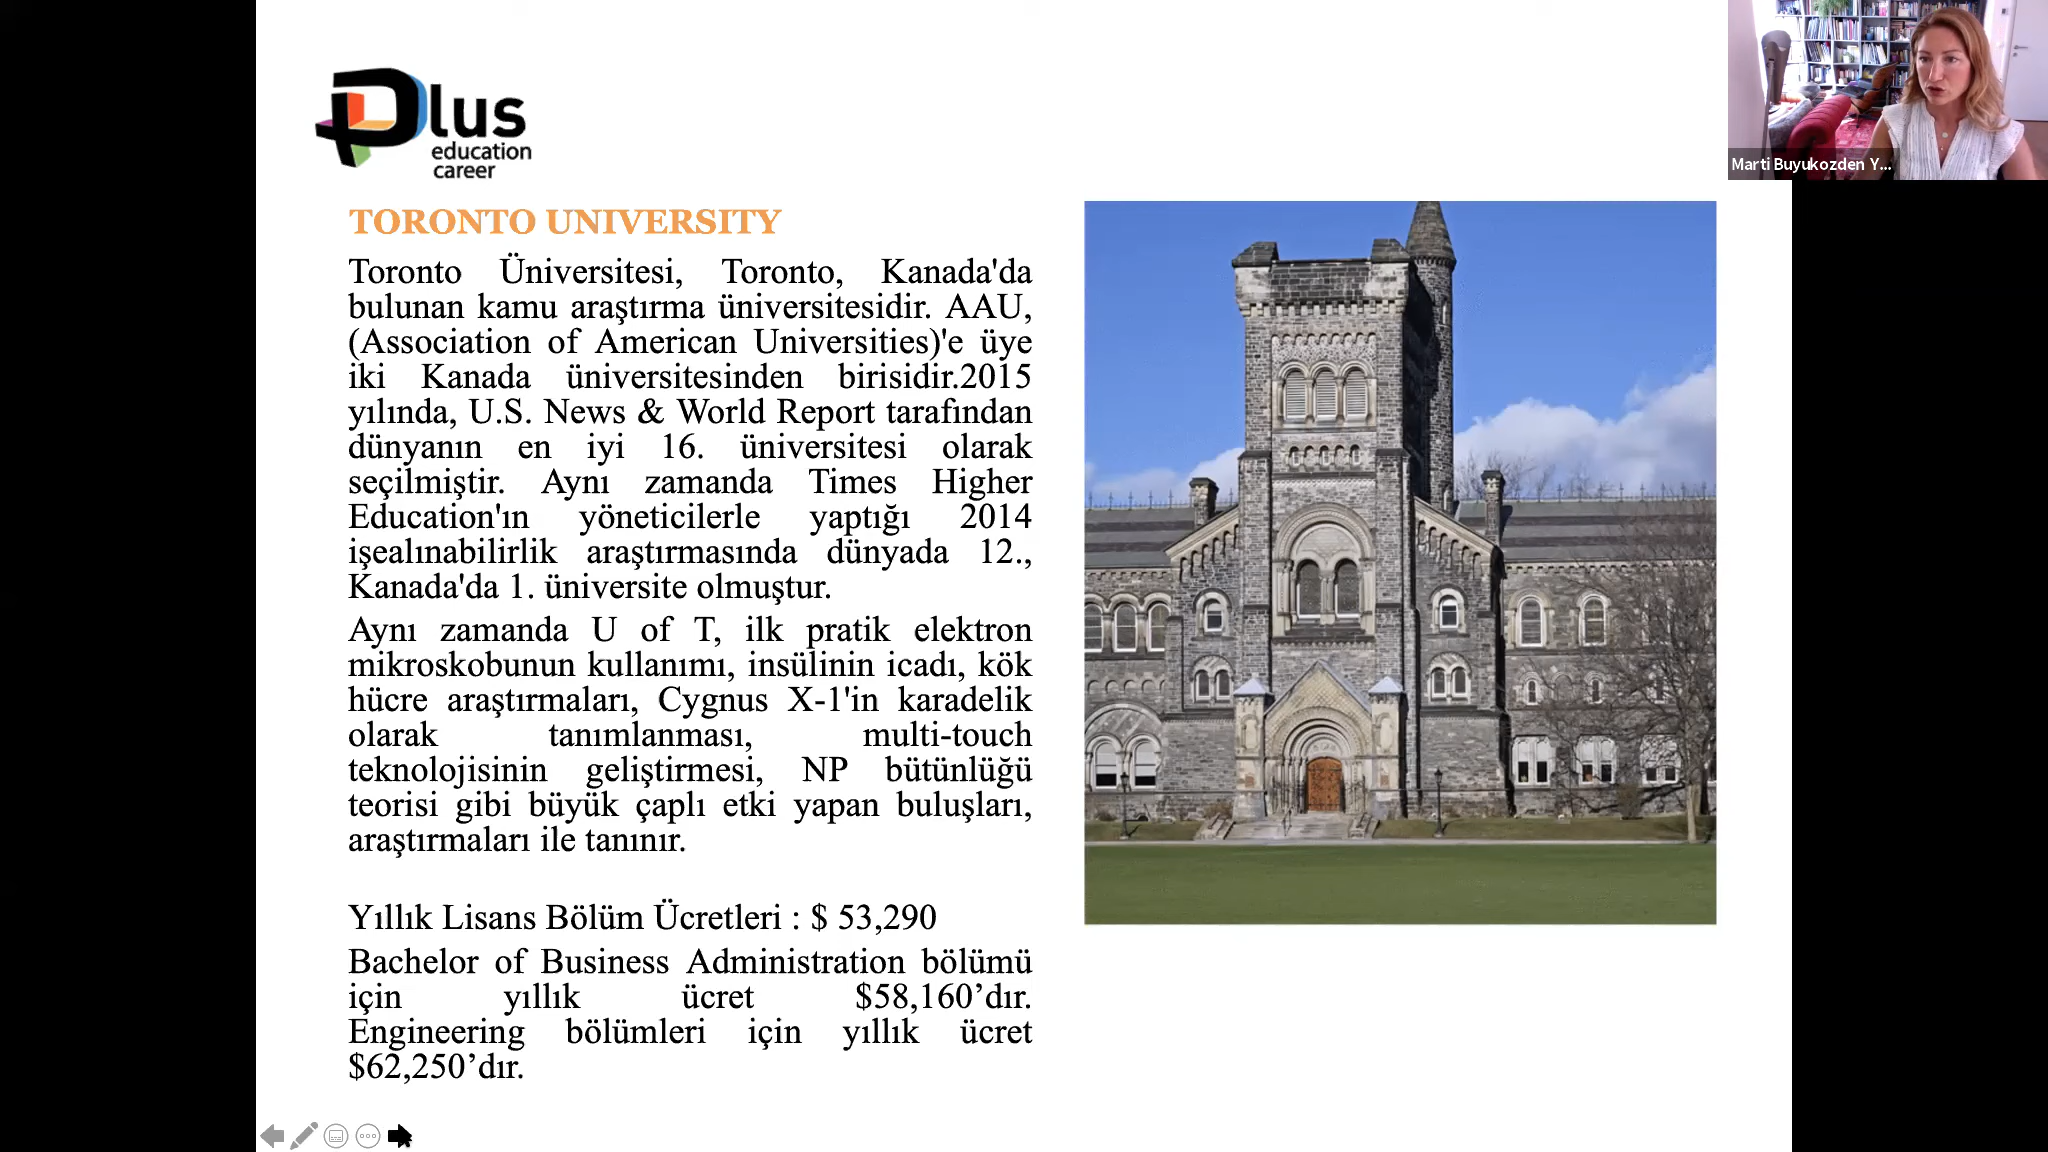 Plus
education
career
Marti Buyukozden Y...
TORONTO UNIVERSITY
Toronto Üniversitesi, Toronto, Kanada'da
bulunan kamu araştırma üniversitesidir. AAU,
(Association of American Universities)'e üye
iki Kanada üniversitesinden birisidir.2015
yılında, U.S. News & World Report tarafından
dünyanın en iyi 16. üniversitesi olarak
seçilmiştir. Aynı zamanda Times Higher
Education'ın yöneticilerle yaptığı 2014
işealınabilirlik araştırmasında dünyada 12.,
Kanada'da 1. üniversite olmuştur.
Aynı zamanda U of T, ilk pratik elektron
mikroskobunun kullanımı, insülinin icadı, kök
hücre araştırmaları, Cygnus X-1'in karadelik
olarak tanımlanması, multi-touch
teknolojisinin geliştirmesi, NP bütünlüğü
teorisi gibi büyük çaplı etki yapan buluşları,
araştırmaları ile tanınır.
Yıllık Lisans Bölüm Ücretleri : $ 53,290
Bachelor of Business Administration bölümü
için yıllık ücret $58,160’dır.
Engineering bölümleri için yıllık ücret
$62,250’dır.